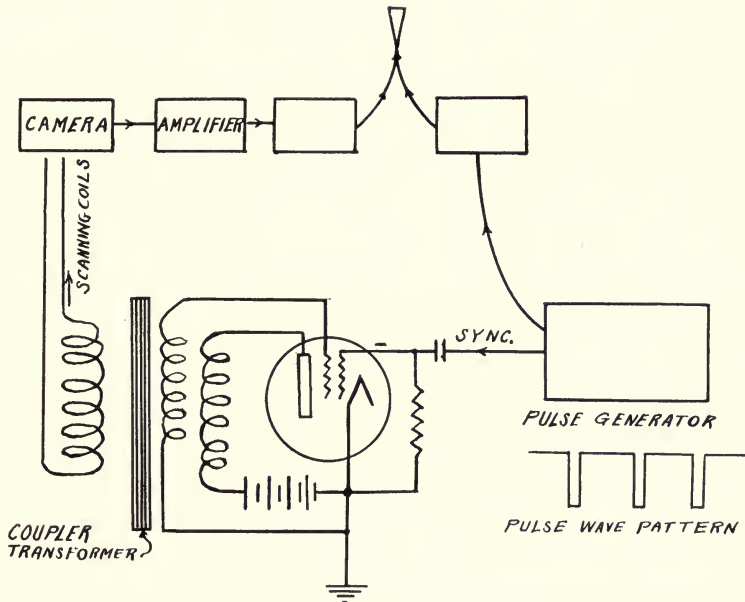 CAMERA
AMPLIFIER
SCANNING COILS
SYNC.
PULSE GENERATOR
PULSE WAVE PATTERN
COUPLER
TRANSFORMER